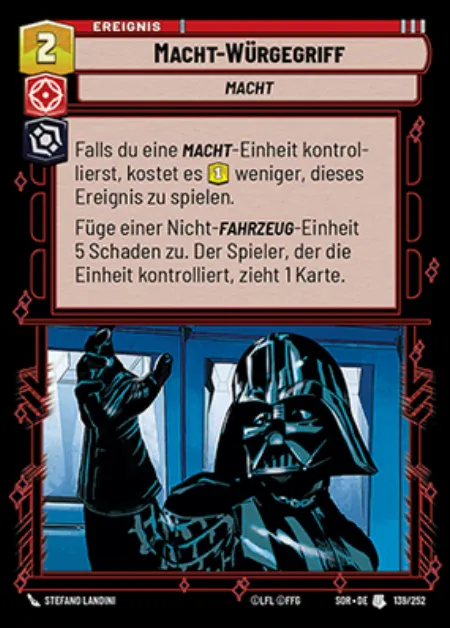 EREIGNIS
2
MACHT-WÜRGEGRIFF
MACHT
Falls du eine MACHT-Einheit kontrol-
lierst, kostet es 1 weniger, dieses
Ereignis zu spielen.
Füge einer Nicht-FAHRZEUG-Einheit
5 Schaden zu. Der Spieler, der die
Einheit kontrolliert, zieht 1 Karte.
STEFANO LANDINI ©LFL ©FFG SOR • DE 139/252